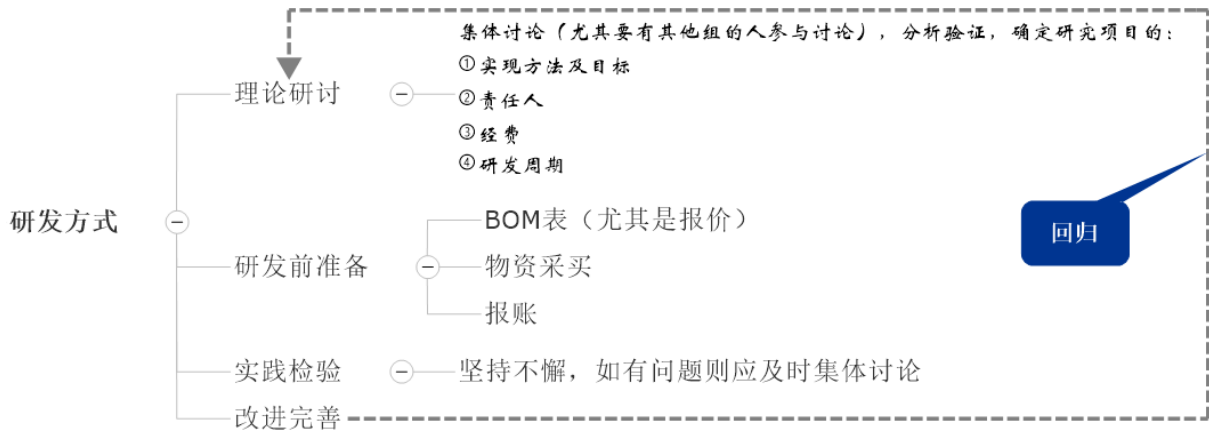 集体讨论（尤其要有其他组的人参与讨论），分析验证，确定研究项目的：
①实现方法及目标
理论研讨
②责任人
③经费
④研发周期
研发方式
BOM表（尤其是报价）
回归
研发前准备
物资采买
报账
实践检验
坚持不懈，如有问题则应及时集体讨论
改进完善